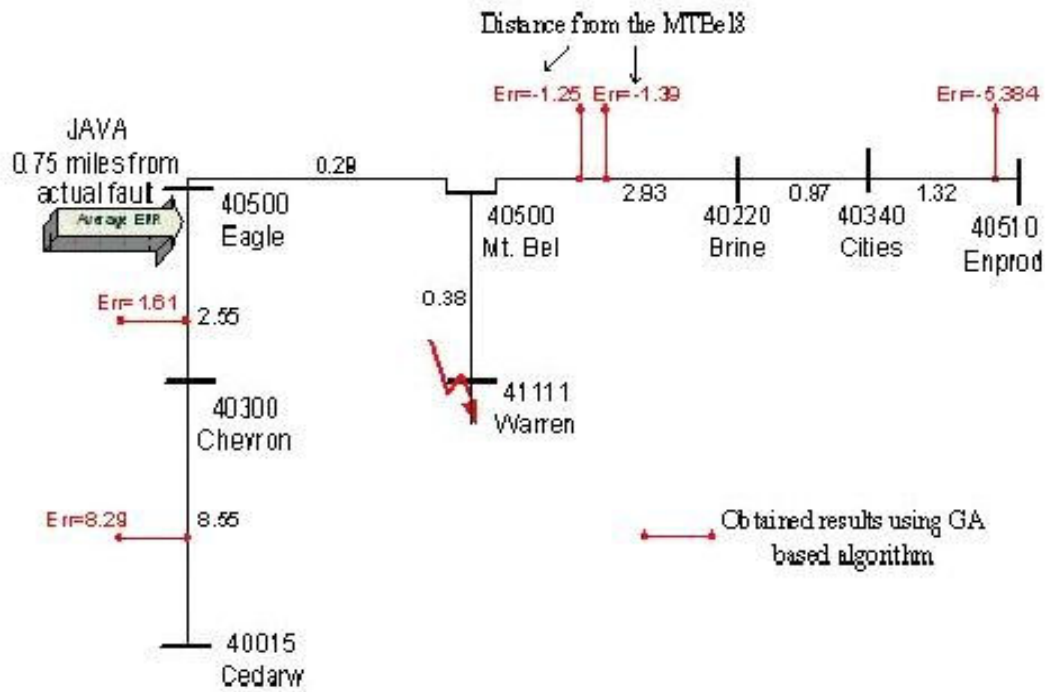 Distance from the MTBel8
Err=-1.25
Err=-1.39
Err=-5.384
JAVA
0.75 miles from
actual fault
Average ERR
0.29
2.93
0.97
1.32
40500
Eagle
40500
Mt. Bel
40220
Brine
40340
Cities
40510
Enprod
Err=1.61
2.55
0.38
40300
Chevron
41111
Warren
Err=8.29
8.55
Obtained results using GA
based algorithm
40015
Cedarw